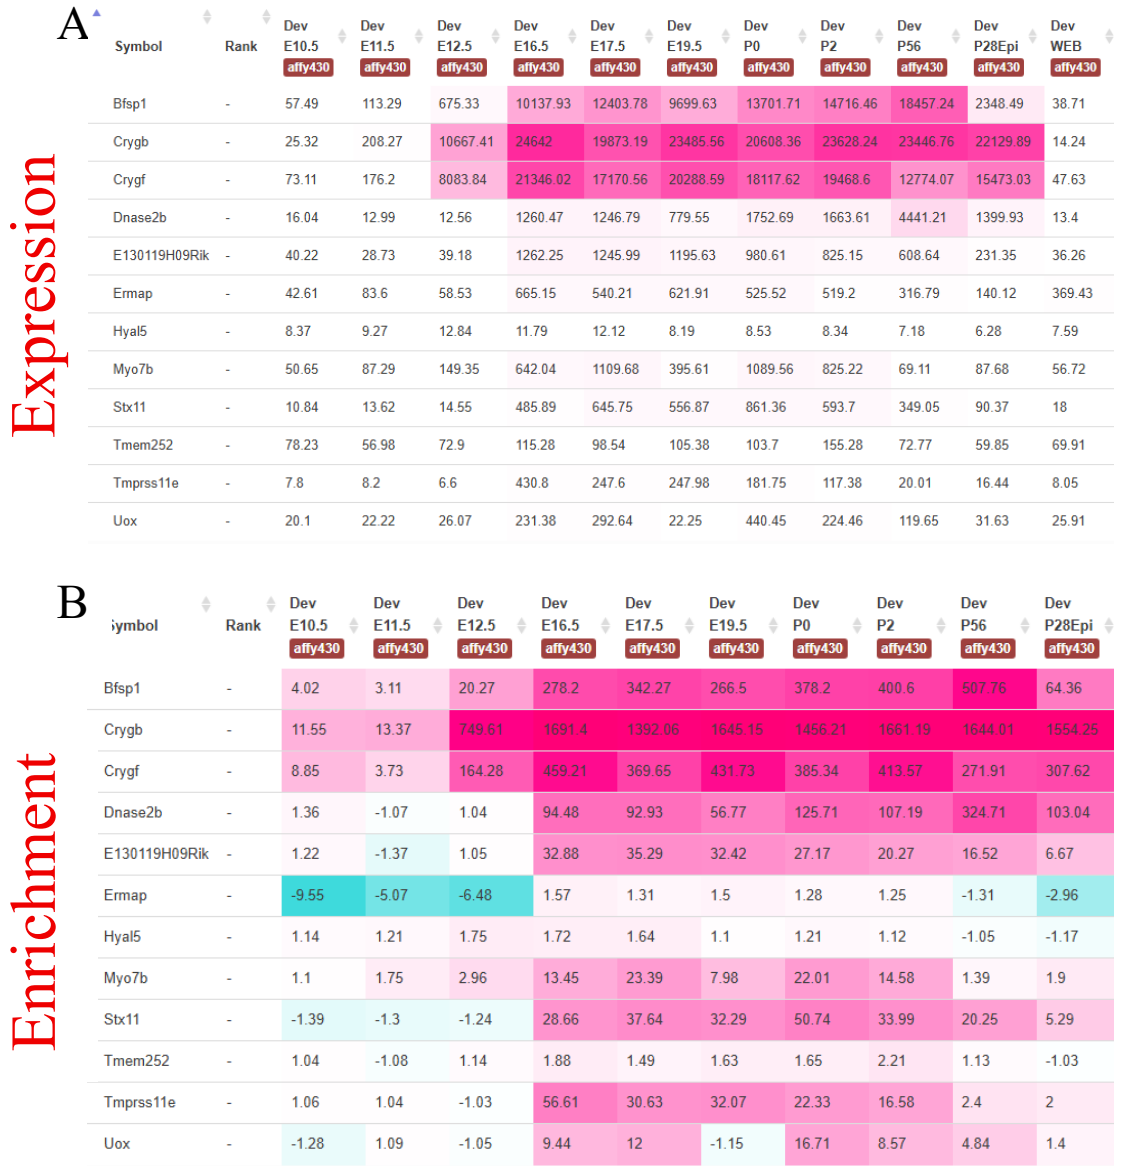 A
Symbol Rank Dev E10.5 affy430 Dev E11.5 affy430 Dev E12.5 affy430 Dev E16.5 affy430 Dev E17.5 affy430 Dev E19.5 affy430 Dev P0 affy430 Dev P2 affy430 Dev P56 affy430 Dev P28Epi affy430 Dev WEB affy430
Expression
Bfsp1 - 57.49 113.29 675.33 10137.93 12403.78 9699.63 13701.71 14716.46 18457.24 2348.49 38.71
Crygb - 25.32 208.27 10667.41 24642 19873.19 23485.56 20608.36 23628.24 23446.76 22129.89 14.24
Crygf - 73.11 176.2 8083.84 21346.02 17170.56 20288.59 18117.62 19468.6 12774.07 15473.03 47.63
Dnase2b - 16.04 12.99 12.56 1260.47 1246.79 779.55 1752.69 1663.61 4441.21 1399.93 13.4
E130119H09Rik - 40.22 28.73 39.18 1262.25 1245.99 1195.63 980.61 825.15 608.64 231.35 36.26
Ermap - 42.61 83.6 58.53 665.15 540.21 621.91 525.52 519.2 316.79 140.12 369.43
Hyal5 - 8.37 9.27 12.84 11.79 12.12 8.19 8.53 8.34 7.18 6.28 7.59
Myo7b - 50.65 87.29 149.35 642.04 1109.68 395.61 1089.56 825.22 69.11 87.68 56.72
Stx11 - 10.84 13.62 14.55 485.89 645.75 556.87 861.36 593.7 349.05 90.37 18
Tmem252 - 78.23 56.98 72.9 115.28 98.54 105.38 103.7 155.28 72.77 59.85 69.91
Tmprss11e - 7.8 8.2 6.6 430.8 247.6 247.98 181.75 117.38 20.01 16.44 8.05
Uox - 20.1 22.22 26.07 231.38 292.64 22.25 440.45 224.46 119.65 31.63 25.91
B
Symbol Rank Dev E10.5 affy430 Dev E11.5 affy430 Dev E12.5 affy430 Dev E16.5 affy430 Dev E17.5 affy430 Dev E19.5 affy430 Dev P0 affy430 Dev P2 affy430 Dev P56 affy430 Dev P28Epi affy430
Enrichment
Bfsp1 - 4.02 3.11 20.27 278.2 342.27 266.5 378.2 400.6 507.76 64.36
Crygb - 11.55 13.37 749.61 1691.4 1392.06 1645.15 1456.21 1661.19 1644.01 1554.25
Crygf - 8.85 3.73 164.28 459.21 369.65 431.73 385.34 413.57 271.91 307.62
Dnase2b - 1.36 -1.07 1.04 94.48 92.93 56.77 125.71 107.19 324.71 103.04
E130119H09Rik - 1.22 -1.37 1.05 32.88 35.29 32.42 27.17 20.27 16.52 6.67
Ermap - -9.55 -5.07 -6.48 1.57 1.31 1.5 1.28 1.25 -1.31 -2.96
Hyal5 - 1.14 1.21 1.75 1.72 1.64 1.1 1.21 1.12 -1.05 -1.17
Myo7b - 1.1 1.75 2.96 13.45 23.39 7.98 22.01 14.58 1.39 1.9
Stx11 - -1.39 -1.3 -1.24 28.66 37.64 32.29 50.74 33.99 20.25 5.29
Tmem252 - 1.04 -1.08 1.14 1.88 1.49 1.63 1.65 2.21 1.13 -1.03
Tmprss11e - 1.06 1.04 -1.03 56.61 30.63 32.07 22.33 16.58 2.4 2
Uox - -1.28 1.09 -1.05 9.44 12 -1.15 16.71 8.57 4.84 1.4